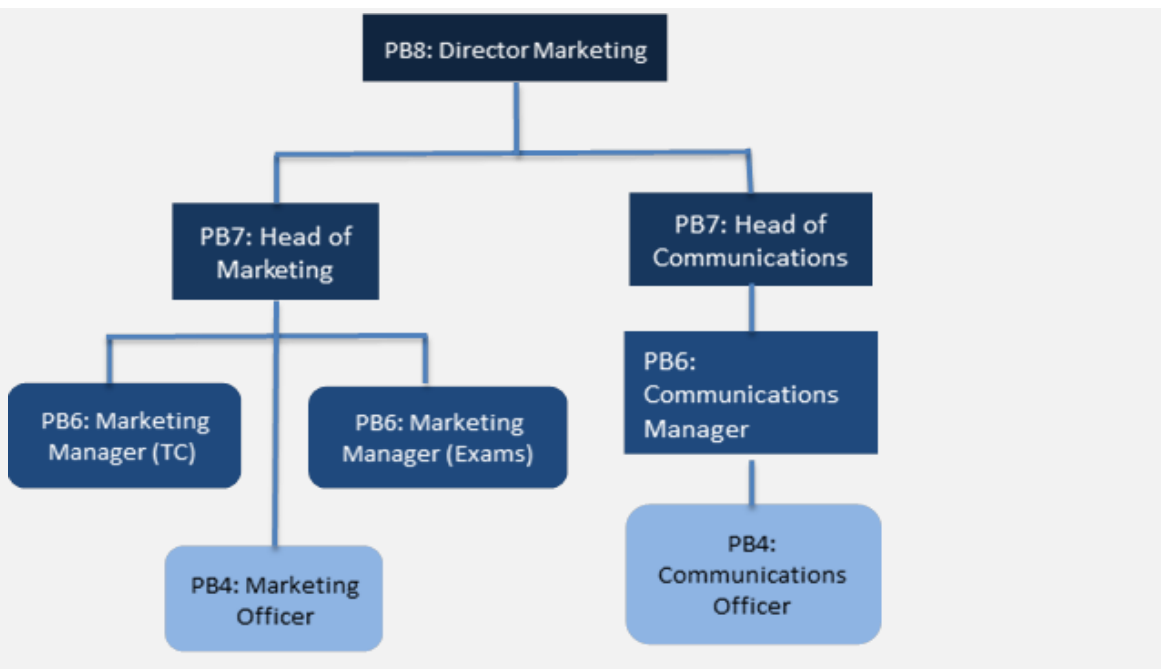 PB8: Director Marketing
PB7: Head of
Marketing
PB7: Head of
Communications
PB6: Marketing
Manager (TC)
PB6: Marketing
Manager (Exams)
PB6:
Communications
Manager
PB4: Marketing
Officer
PB4:
Communications
Officer